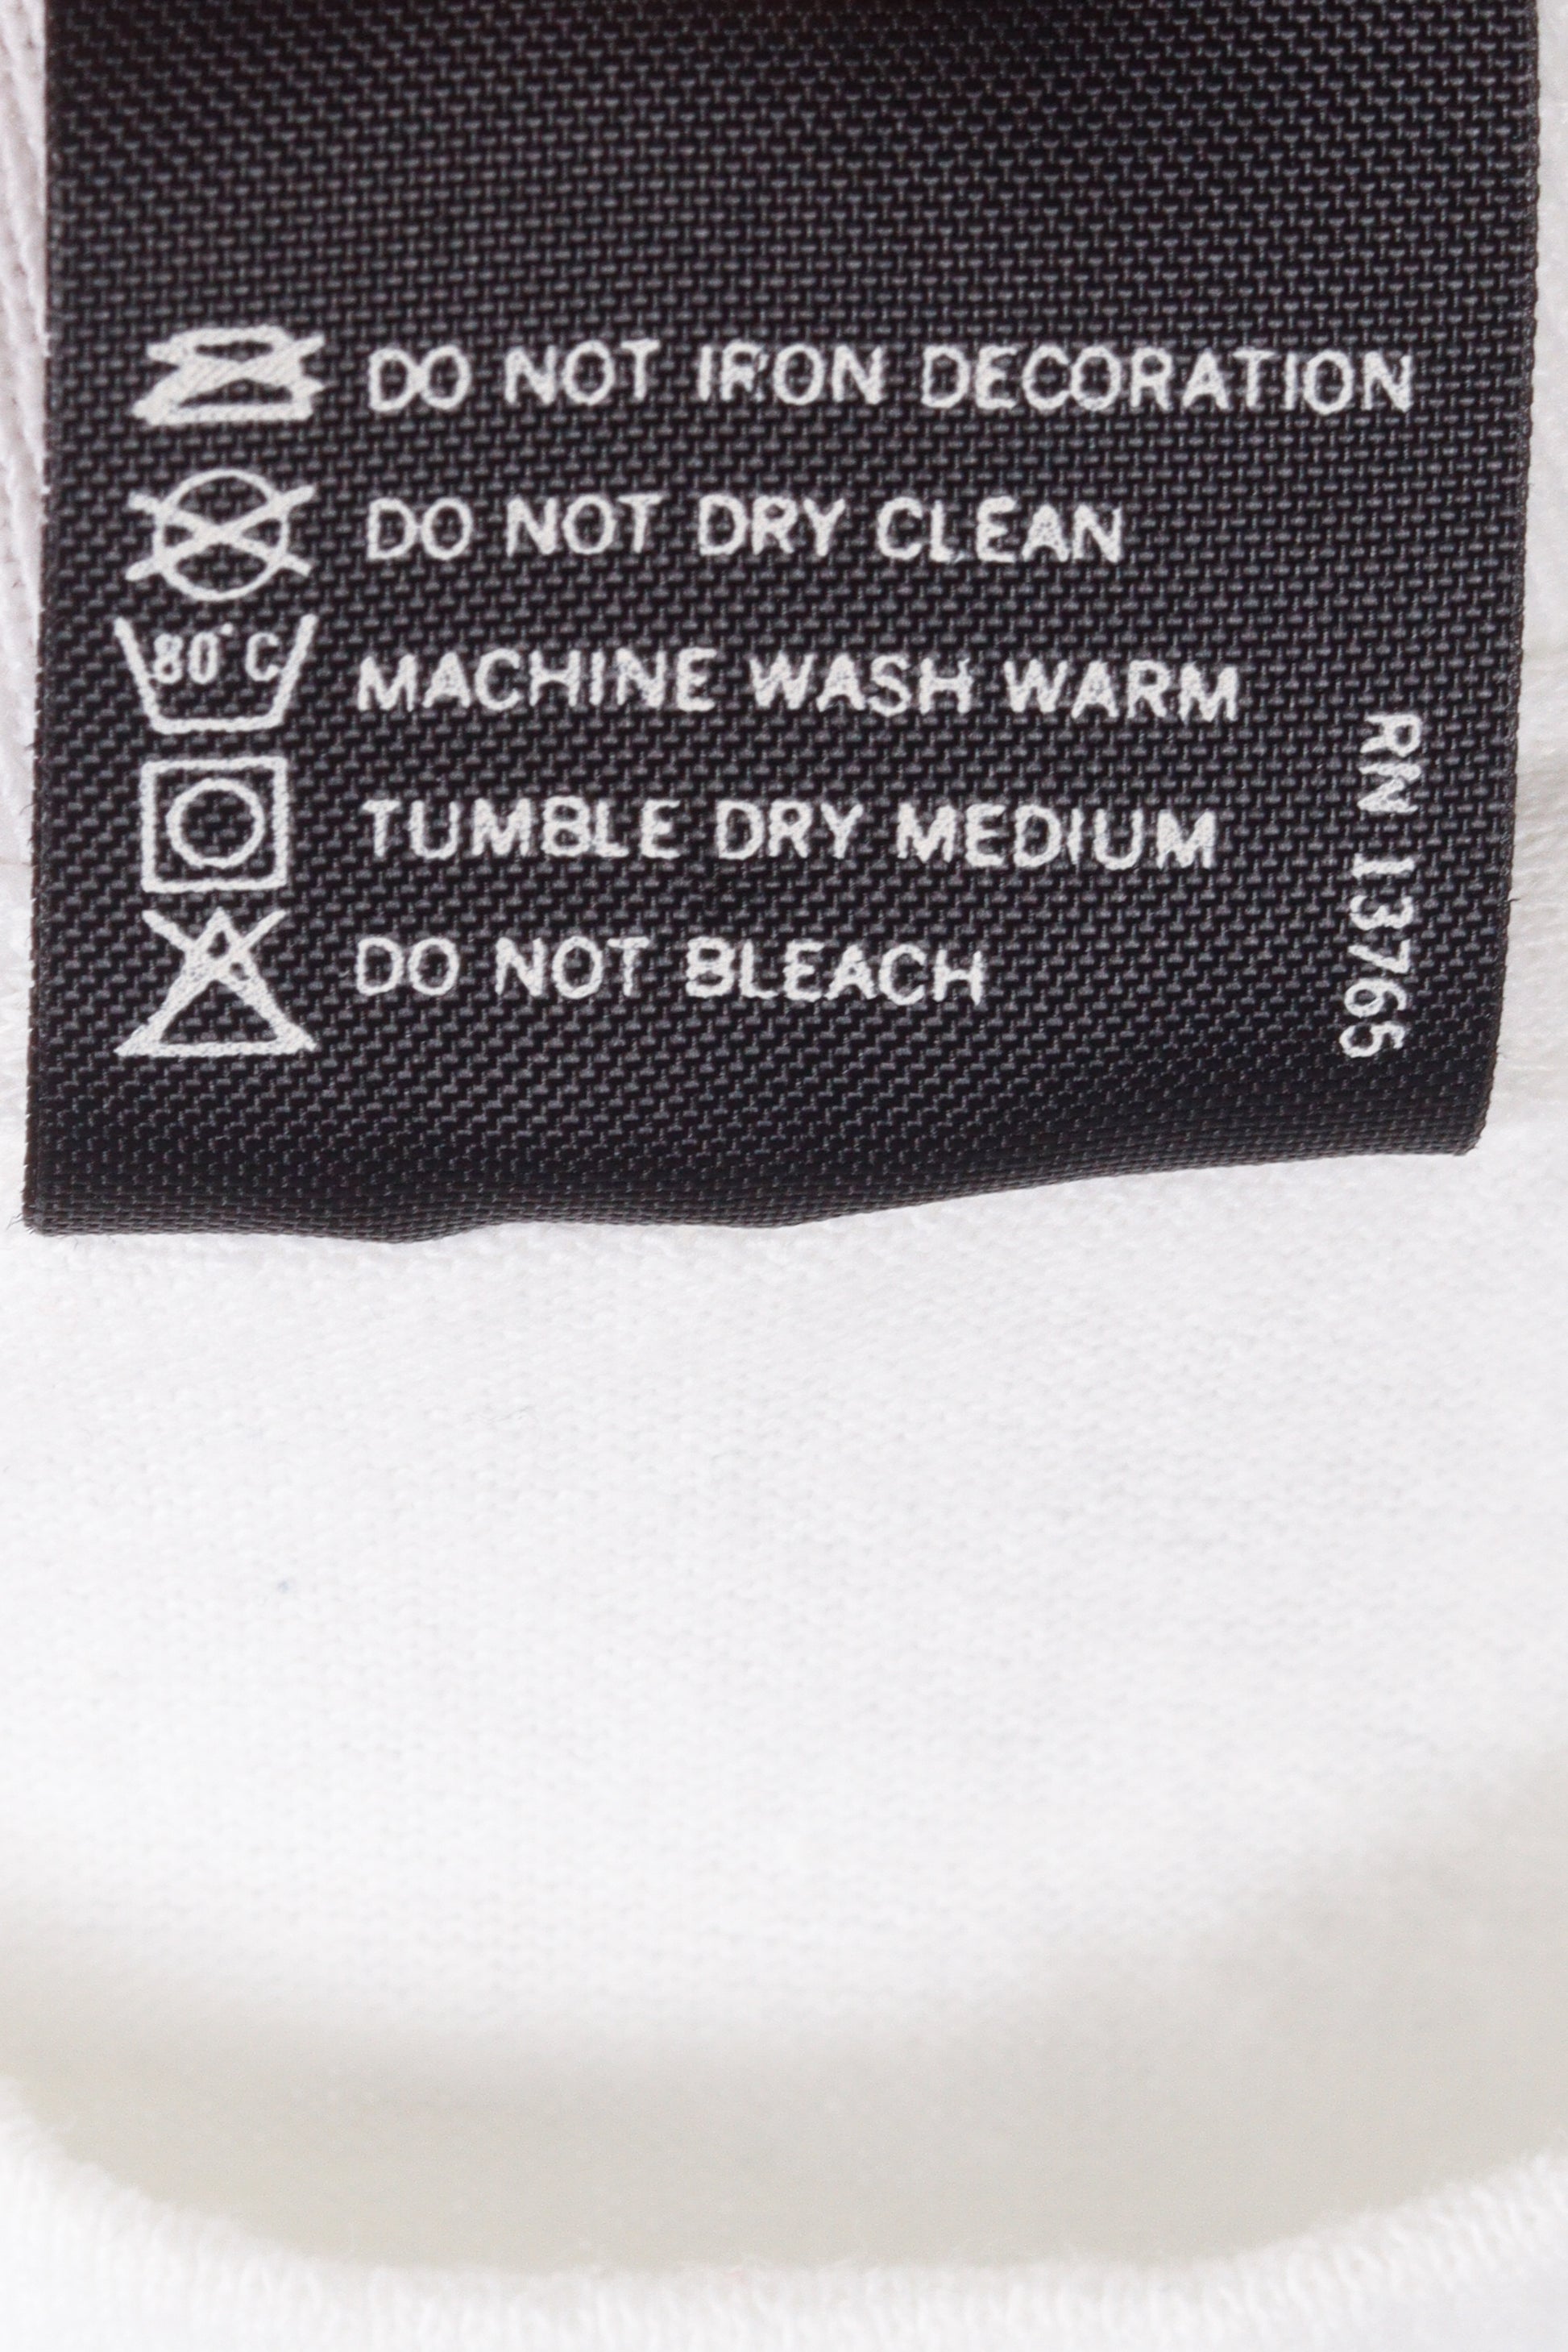 DO NOT IRON DECORATION
DO NOT DRY CLEAN
80°C MACHINE WASH WARM
TUMBLE DRY MEDIUM
DO NOT BLEACH
RN 13765